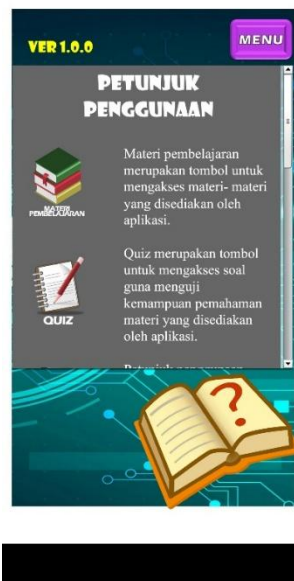 VER 1.0.0
MENU
PETUNJUK
PENGGUNAAN
Materi pembelajaran
merupakan tombol untuk
mengakses materi- materi
yang disediakan oleh
aplikasi.
MATERI
PEMBELAJARAN
Quiz merupakan tombol
untuk mengakses soal
guna menguji
kemampuan pemahaman
materi yang disediakan
oleh aplikasi.
QUIZ
?